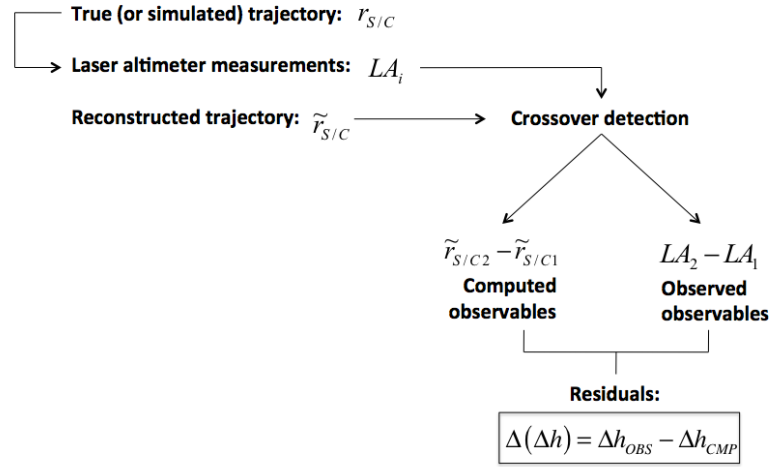 True (or simulated) trajectory: r_{S/C}
Laser altimeter measurements: LA_i
Reconstructed trajectory: r̃_{S/C}
Crossover detection
r̃_{S/C2} − r̃_{S/C1}
Computed
observables
LA_2 − LA_1
Observed
observables
Residuals:
Δ(Δh) = Δh_{OBS} − Δh_{CMP}